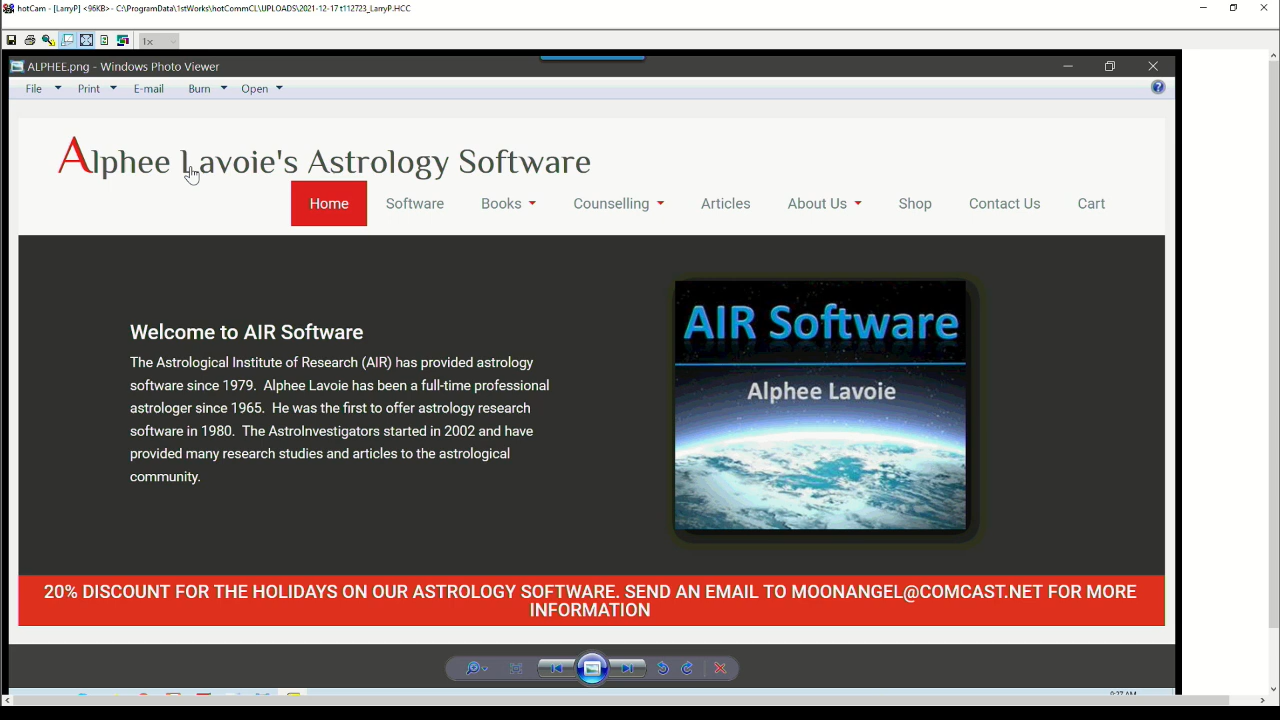 hotCam - [LarryP] <96KB>- C:\ProgramData\1stWorks\hotCommCL\UPLOADS\2021-12-17 t112723_LarryP.HCC
1x
ALPHEE.png - Windows Photo Viewer
File Print E-mail Burn Open
Alphee Lavoie's Astrology Software
Home Software Books Counselling Articles About Us Shop Contact Us Cart
AIR Software
Alphee Lavoie
Welcome to AIR Software
The Astrological Institute of Research (AIR) has provided astrology
software since 1979. Alphee Lavoie has been a full-time professional
astrologer since 1965. He was the first to offer astrology research
software in 1980. The AstroInvestigators started in 2002 and have
provided many research studies and articles to the astrological
community.
20% DISCOUNT FOR THE HOLIDAYS ON OUR ASTROLOGY SOFTWARE. SEND AN EMAIL TO MOONANGEL@COMCAST.NET FOR MORE
INFORMATION